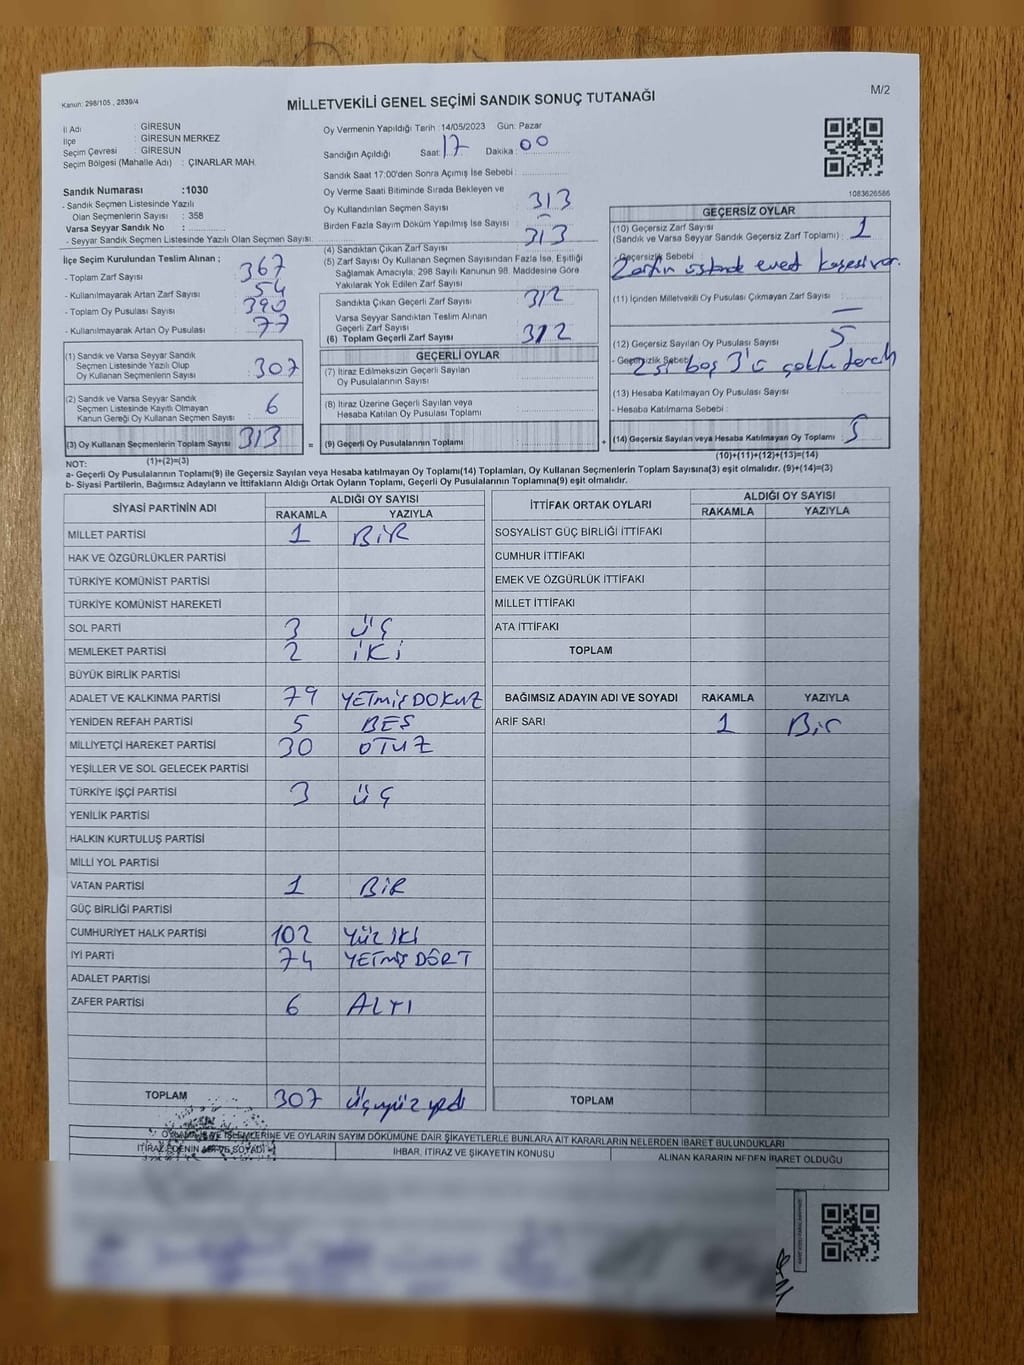 Kanun: 298/105 , 2839/4
MİLLETVEKİLİ GENEL SEÇİMİ SANDIK SONUÇ TUTANAĞI
M/2
İl Adı : GİRESUN
İlçe : GİRESUN MERKEZ
Seçim Çevresi : GİRESUN
Seçim Bölgesi (Mahalle Adı) : ÇINARLAR MAH.
Sandık Numarası :1030
- Sandık Seçmen Listesinde Yazılı
Olan Seçmenlerin Sayısı : 358
Varsa Seyyar Sandık No :
- Seyyar Sandık Seçmen Listesinde Yazılı Olan Seçmen Sayısı:
Oy Vermenin Yapıldığı Tarih :14/05/2023 Gün: Pazar
Sandığın Açıldığı Saat: 17 Dakika: 00
Sandık Saat 17:00'den Sonra Açımış İse Sebebi :
Oy Verme Saati Bitiminde Sırada Bekleyen ve
Oy Kullandırılan Seçmen Sayısı : 313
Birden Fazla Sayım Döküm Yapılmış İse Sayısı : –
1083626586
İlçe Seçim Kurulundan Teslim Alınan ;
- Toplam Zarf Sayısı : 367
- Kullanılmayarak Artan Zarf Sayısı : 54
- Toplam Oy Pusulası Sayısı : 390
- Kullanılmayarak Artan Oy Pusulası : 77
(1) Sandık ve Varsa Seyyar Sandık
Seçmen Listesinde Yazılı Olup
Oy Kullanan Seçmenlerin Sayısı : 307
(2) Sandık ve Varsa Seyyar Sandık
Seçmen Listesinde Kayıtlı Olmayan
Kanun Gereği Oy Kullanan Seçmen Sayısı : 6
(3) Oy Kullanan Seçmenlerin Toplam Sayısı : 313
(1)+(2)=(3)
(4) Sandıktan Çıkan Zarf Sayısı : 313
(5) Zarf Sayısı Oy Kullanan Seçmen Sayısından Fazla İse, Eşitliği
Sağlamak Amacıyla, 298 Sayılı Kanunun 98. Maddesine Göre
Yakılarak Yok Edilen Zarf Sayısı :
Sandıkta Çıkan Geçerli Zarf Sayısı : 312
Varsa Seyyar Sandıktan Teslim Alınan
Geçerli Zarf Sayısı :
(6) Toplam Geçerli Zarf Sayısı : 312
GEÇERLİ OYLAR
(7) İtiraz Edilmeksizin Geçerli Sayılan
Oy Pusulalarının Sayısı :
(8) İtiraz Üzerine Geçerli Sayılan veya
Hesaba Katılan Oy Pusulası Toplamı :
= (9) Geçerli Oy Pusulalarının Toplamı :
GEÇERSİZ OYLAR
(10) Geçersiz Zarf Sayısı
(Sandık ve Varsa Seyyar Sandık Geçersiz Zarf Toplamı) : 1
- Geçersizlik Sebebi
Zarfın üstünde evet kaşesi var.
(11) İçinden Milletvekili Oy Pusulası Çıkmayan Zarf Sayısı : –
(12) Geçersiz Sayılan Oy Pusulası Sayısı : 5
- Geçersizlik Sebebi
2'si boş 3'ü çoklu tercih
(13) Hesaba Katılmayan Oy Pusulası Sayısı :
- Hesaba Katılmama Sebebi :
+ (14) Geçersiz Sayılan veya Hesaba Katılmayan Oy Toplamı : 5
(10)+(11)+(12)+(13)=(14)
NOT:
a- Geçerli Oy Pusulalarının Toplamı(9) ile Geçersiz Sayılan veya Hesaba katılmayan Oy Toplamı(14) Toplamları, Oy Kullanan Seçmenlerin Toplam Sayısına(3) eşit olmalıdır. (9)+(14)=(3)
b- Siyasi Partilerin, Bağımsız Adayların ve İttifakların Aldığı Ortak Oyların Toplamı, Geçerli Oy Pusulalarının Toplamına(9) eşit olmalıdır.
SİYASİ PARTİNİN ADI ALDIĞI OY SAYISI
RAKAMLA YAZIYLA
MİLLET PARTİSİ 1 BİR
HAK VE ÖZGÜRLÜKLER PARTİSİ
TÜRKİYE KOMÜNİST PARTİSİ
TÜRKİYE KOMÜNİST HAREKETİ
SOL PARTİ 3 ÜÇ
MEMLEKET PARTİSİ 2 İKİ
BÜYÜK BİRLİK PARTİSİ
ADALET VE KALKINMA PARTİSİ 79 YETMİŞ DOKUZ
YENİDEN REFAH PARTİSİ 5 BEŞ
MİLLİYETÇİ HAREKET PARTİSİ 30 OTUZ
YEŞİLLER VE SOL GELECEK PARTİSİ
TÜRKİYE İŞÇİ PARTİSİ 3 ÜÇ
YENİLİK PARTİSİ
HALKIN KURTULUŞ PARTİSİ
MİLLİ YOL PARTİSİ
VATAN PARTİSİ 1 BİR
GÜÇ BİRLİĞİ PARTİSİ
CUMHURİYET HALK PARTİSİ 102 YÜZ İKİ
İYİ PARTİ 74 YETMİŞ DÖRT
ADALET PARTİSİ
ZAFER PARTİSİ 6 ALTI
TOPLAM 307 Üçyüz yedi
İTTİFAK ORTAK OYLARI ALDIĞI OY SAYISI
RAKAMLA YAZIYLA
SOSYALİST GÜÇ BİRLİĞİ İTTİFAKI
CUMHUR İTTİFAKI
EMEK VE ÖZGÜRLÜK İTTİFAKI
MİLLET İTTİFAKI
ATA İTTİFAKI
TOPLAM
BAĞIMSIZ ADAYIN ADI VE SOYADI RAKAMLA YAZIYLA
ARİF SARI 1 Bir
TOPLAM
OYLAMA İŞ VE İŞLEMLERİNE VE OYLARIN SAYIM DÖKÜMÜNE DAİR ŞİKAYETLERLE BUNLARA AİT KARARLARIN NELERDEN İBARET BULUNDUKLARI
İTİRAZ EDENİN ADI VE SOYADI İHBAR, İTİRAZ VE ŞİKAYETİN KONUSU ALINAN KARARIN NEDEN İBARET OLDUĞU